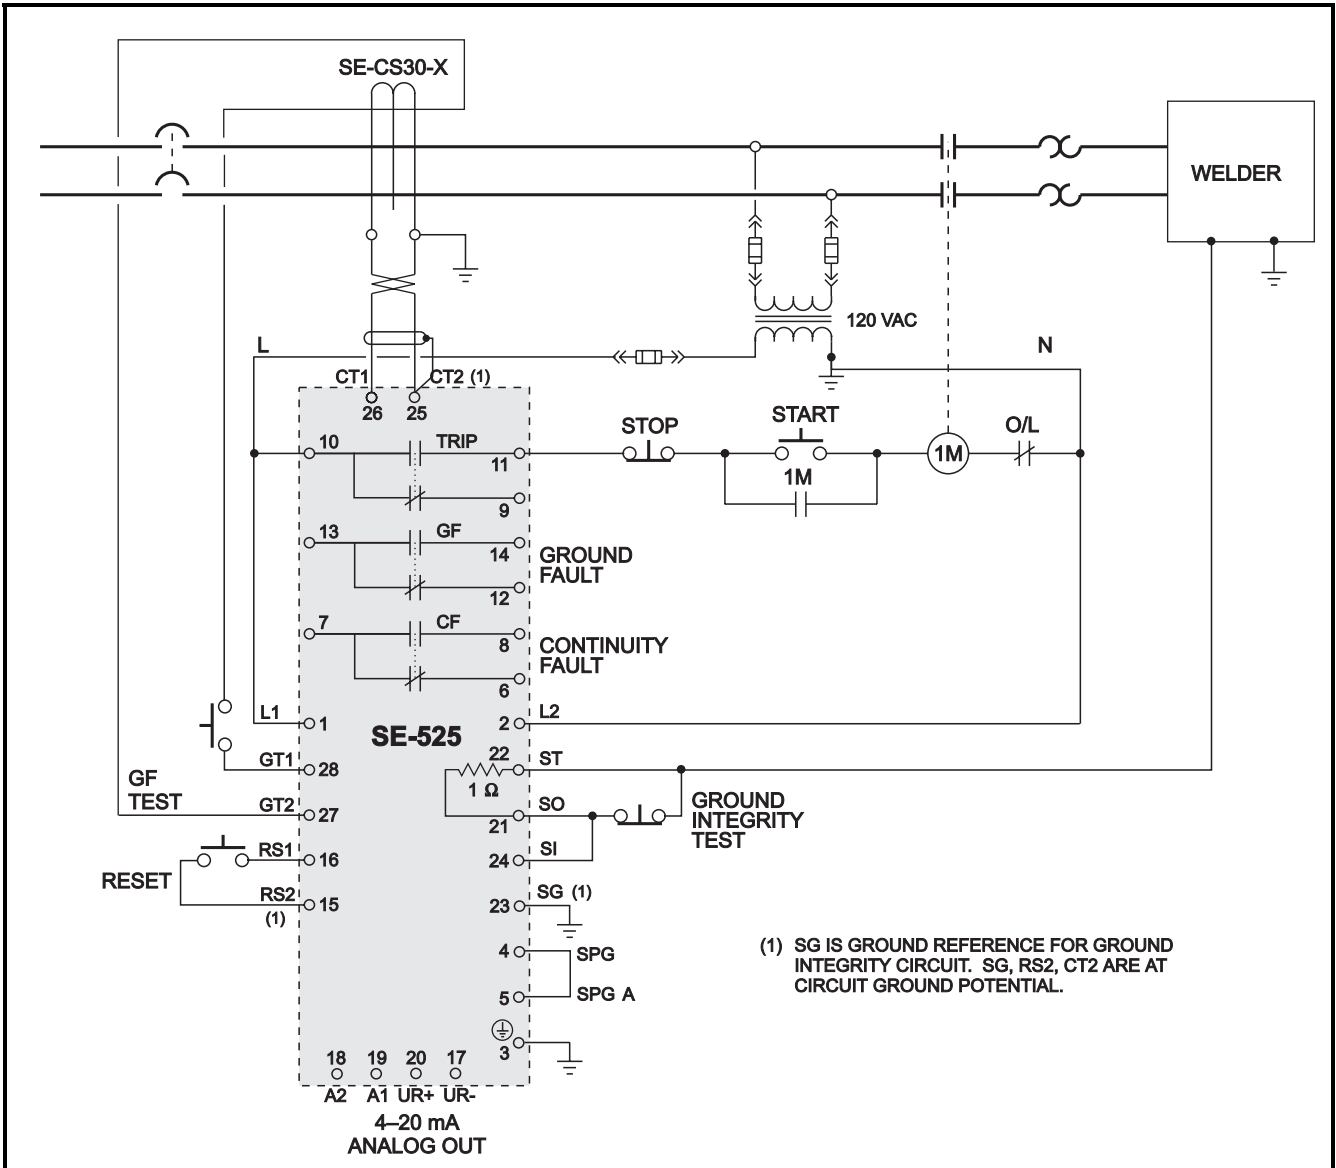 SE-CS30-X
WELDER
120 VAC
L
N
CT1
CT2 (1)
26
25
STOP
START
O/L
10
TRIP
11
1M
1M
9
13
GF
14
GROUND
FAULT
12
7
CF
8
CONTINUITY
FAULT
6
L1
1
SE-525
2
L2
GT1
28
22
ST
1 Ω
GF
TEST
GT2
27
21
SO
GROUND
INTEGRITY
TEST
RS1
16
24
SI
RESET
RS2
(1)
15
23
SG (1)
4
SPG
5
SPG A
3
(1) SG IS GROUND REFERENCE FOR GROUND
INTEGRITY CIRCUIT. SG, RS2, CT2 ARE AT
CIRCUIT GROUND POTENTIAL.
18
19
20
17
A2
A1
UR+
UR-
4–20 mA
ANALOG OUT